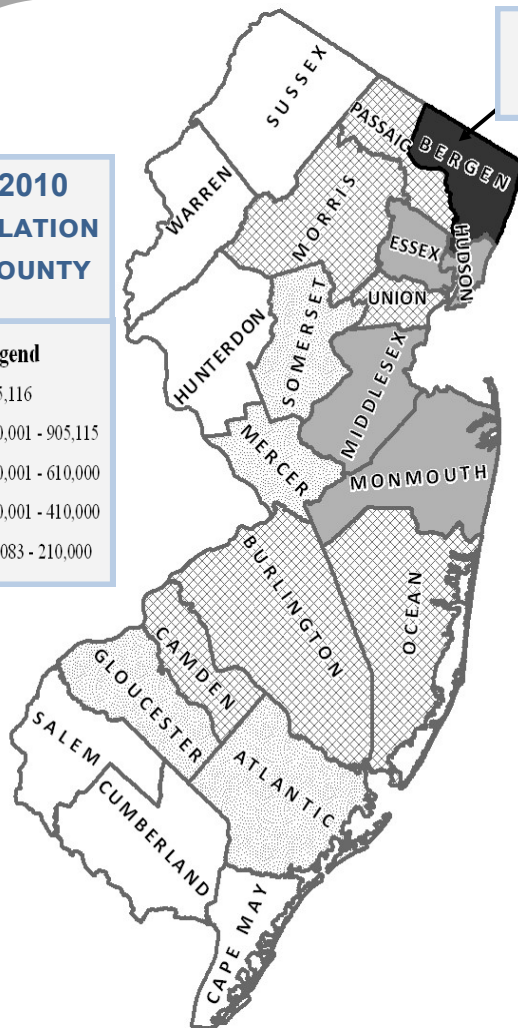 2010
LATION
OUNTY
gend
5,116
0,001 - 905,115
0,001 - 610,000
0,001 - 410,000
083 - 210,000
SUSSEX
PASSAIC
BERGEN
WARREN
MORRIS
ESSEX
HUDSON
UNION
HUNTERDON
SOMERSET
MIDDLESEX
MERCER
MONMOUTH
BURLINGTON
OCEAN
CAMDEN
GLOUCESTER
SALEM
ATLANTIC
CUMBERLAND
CAPE MAY